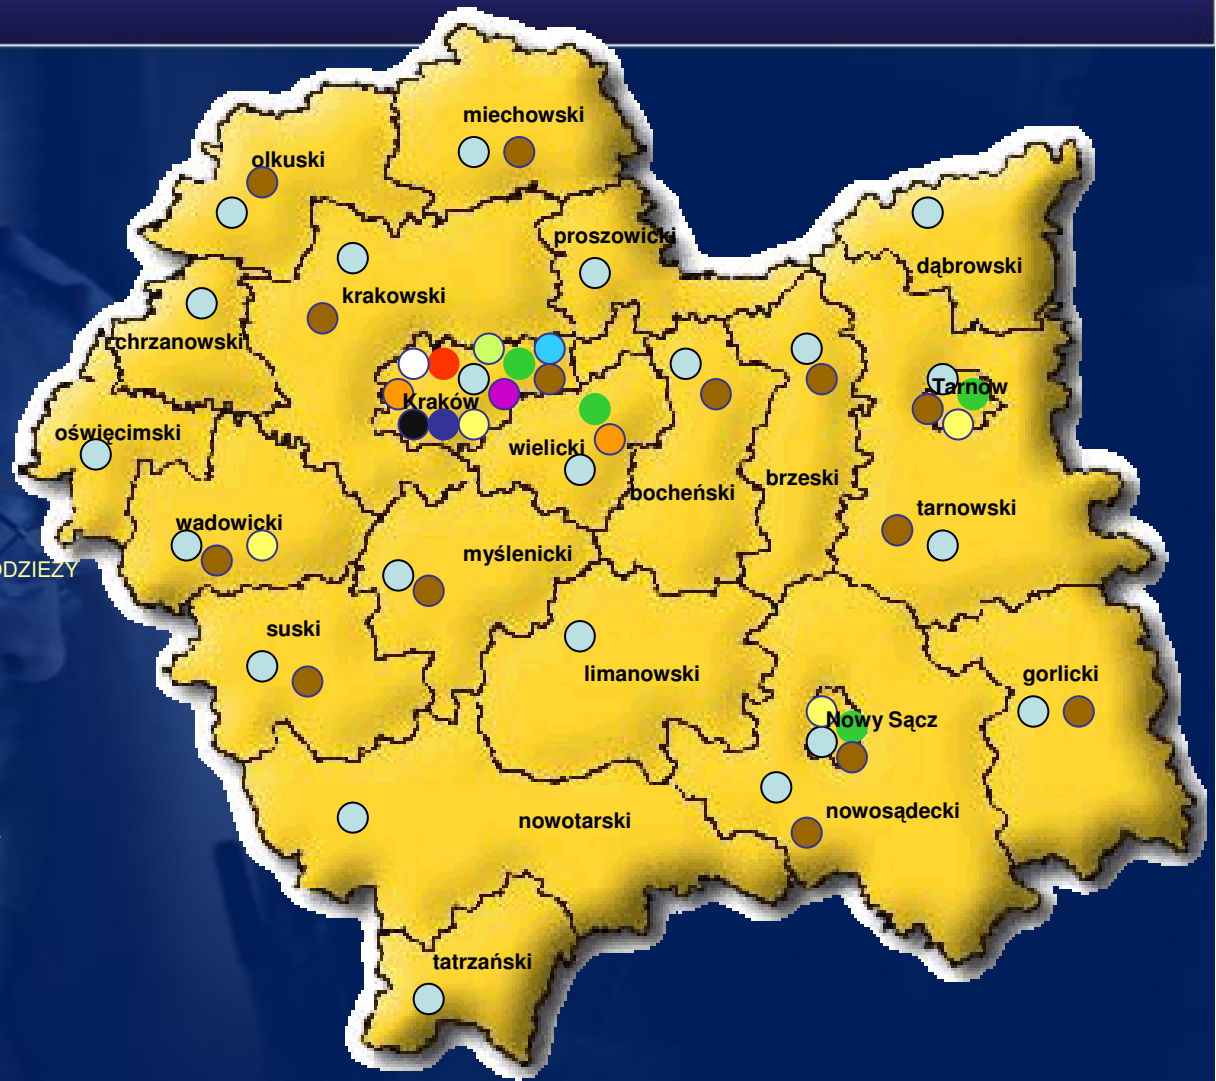 miechowski
olkuski
proszowicki
dąbrowski
krakowski
chrzanowski
Tarnów
Kraków
oświęcimski
wielicki
brzeski
bocheński
tarnowski
wadowicki
myślenicki
ODZIEŻY
suski
limanowski
gorlicki
Nowy Sącz
nowosądecki
nowotarski
tatrzański